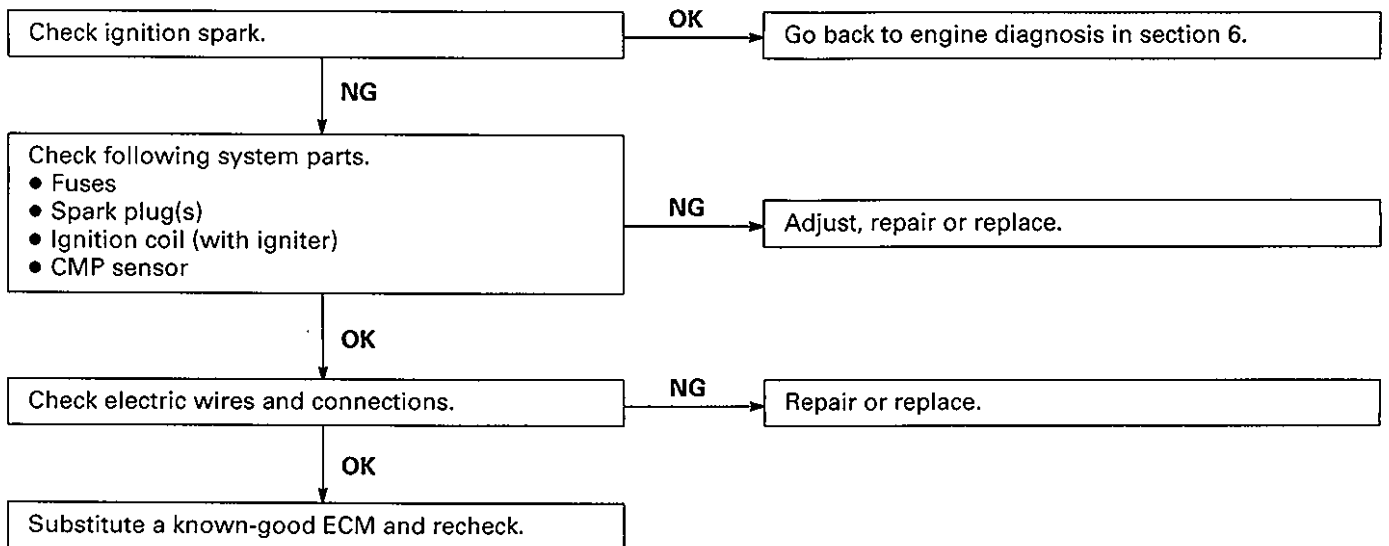 Check ignition spark.
OK
Go back to engine diagnosis in section 6.
NG
Check following system parts.
● Fuses
● Spark plug(s)
● Ignition coil (with igniter)
● CMP sensor
NG
Adjust, repair or replace.
OK
Check electric wires and connections.
NG
Repair or replace.
OK
Substitute a known-good ECM and recheck.